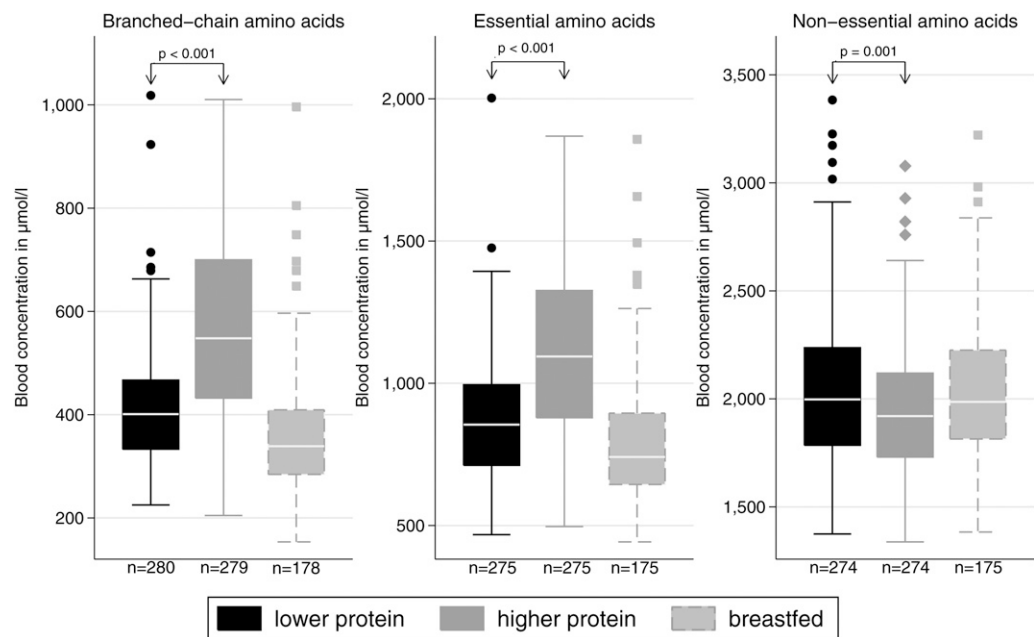 Branched−chain amino acids
Essential amino acids
Non−essential amino acids
p < 0.001
p < 0.001
p = 0.001
Blood concentration in μmol/l
1,000
800
600
400
200
n=280 n=279 n=178
Blood concentration in μmol/l
2,000
1,500
1,000
500
n=275 n=275 n=175
Blood concentration in μmol/l
3,500
3,000
2,500
2,000
1,500
n=274 n=274 n=175
lower protein higher protein breastfed